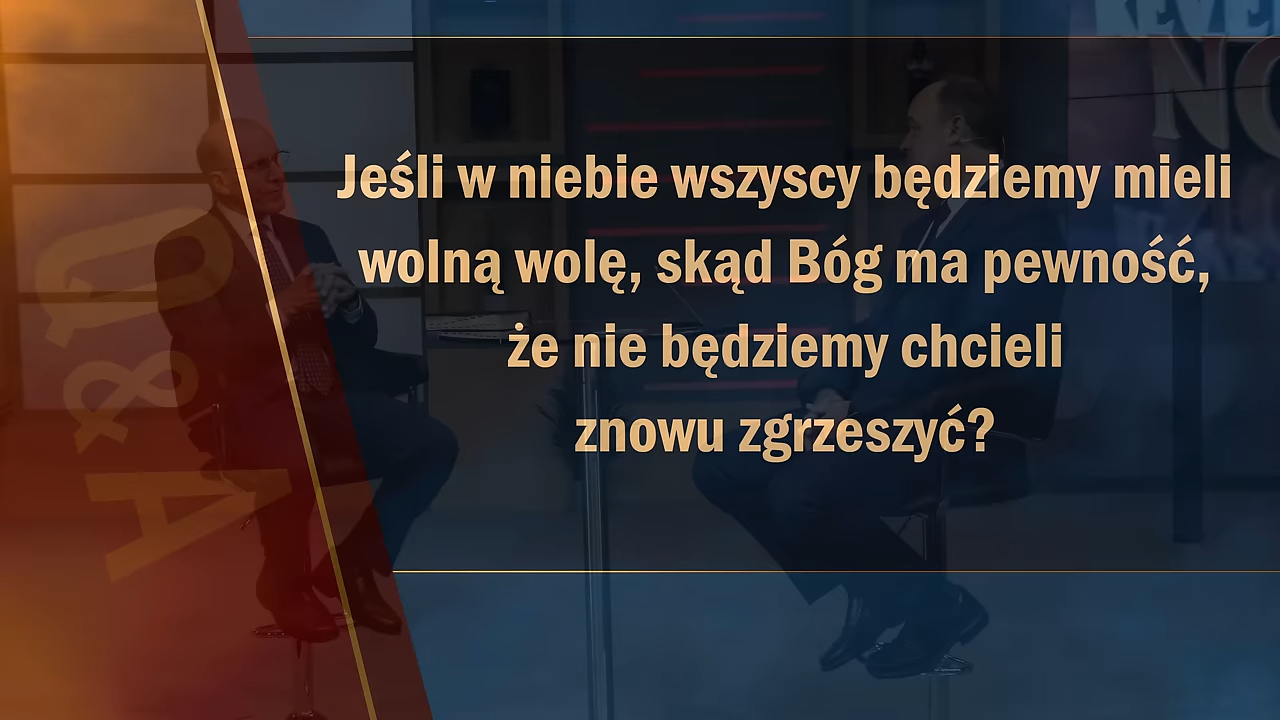 Jeśli w niebie wszyscy będziemy mieli
wolną wolę, skąd Bóg ma pewność,
że nie będziemy chcieli
znowu zgrzeszyć?
Q&A